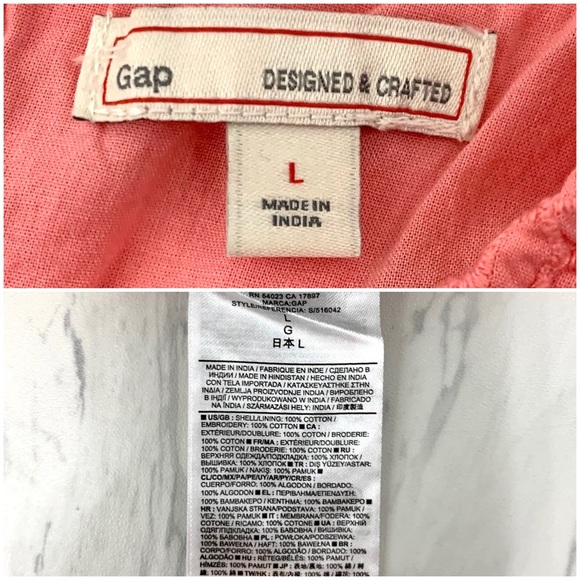 Gap DESIGNED & CRAFTED
L
MADE IN
INDIA
RN 54023 CA 17897
MARCA:GAP
STYLE/REFERENCIA: S/516042
L
G
日本 L
MADE IN INDIA / FABRIQUE EN INDE / СДЕЛАНО В
ИНДИИ / MADE IN HINDISTAN / HECHO EN INDIA
CON TELA IMPORTADA / ΚΑΤΑΣΚΕΥΑΣΤΗΚΕ ΣΤΗΝ
ΙΝΔΙΑ / ZEMLJA PROIZVODNJE INDIJA / ВИРОБЛЕНО
В ІНДІЇ / WYPRODUKOWANO W INDIA / FABRICADO
NA ÍNDIA / SZÁRMAZÁSI HELY: INDIA / 印度製造
■ US/GB : SHELL/LINING: 100% COTTON /
EMBROIDERY: 100% COTTON ■ CA :
EXTÉRIEUR/DOUBLURE: 100% COTON / BRODERIE:
100% COTON ■ FR/MA : EXTÉRIEUR/DOUBLURE:
100% COTON / BRODERIE: 100% COTON ■ RU :
ВЕРХНЯЯ ОДЕЖДА/ПОДКЛАДКА: 100% ХЛОПОК /
ВЫШИВКА: 100% ХЛОПОК ■ TR : DIŞ YÜZEY/ASTAR:
100% PAMUK / NAKIŞ: 100% PAMUK ■
CL/CO/MX/PA/PE/UY/AR/PY/CR/ES :
CUERPO/FORRO: 100% ALGODON / BORDADO:
100% ALGODON ■ EL : ΠΕΡΙΒΛΗΜΑ/ΕΠΕΝΔΥΣΗ:
100% ΒΑΜΒΑΚΕΡΟ / ΚΕΝΤΗΜΑ: 100% ΒΑΜΒΑΚΕΡΟ ■
HR : VANJSKA STRANA/PODSTAVA: 100% PAMUK /
VEZ: 100% PAMUK ■ IT : MEMBRANA/FODERA: 100%
COTONE / RICAMO: 100% COTONE ■ UA : ВЕРХНІЙ
ОДЯГ/ПІДКЛАДКА: 100% БАВОВНА / ВИШИВКА:
100% БАВОВНА ■ PL : POWŁOKA/PODSZEWKA:
100% BAWEŁNA / HAFT: 100% BAWEŁNA ■ BR :
CORPO/FORRO: 100% ALGODÃO / BORDADO:
100% ALGODÃO ■ HU : RÉTEG/BÉLÉS: 100%